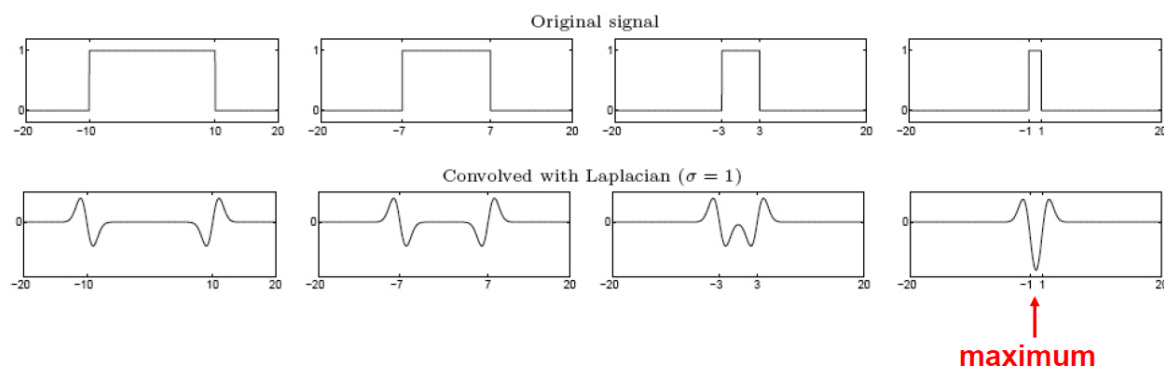 Original signal
1 1 1 1
0 0 0 0
−20 −10 10 20 −20 −7 7 20 −20 −3 3 20 −20 −1 1 20
Convolved with Laplacian (σ = 1)
0 0 0 0
−20 −10 10 20 −20 −7 7 20 −20 −3 3 20 −20 −1 1 20
maximum